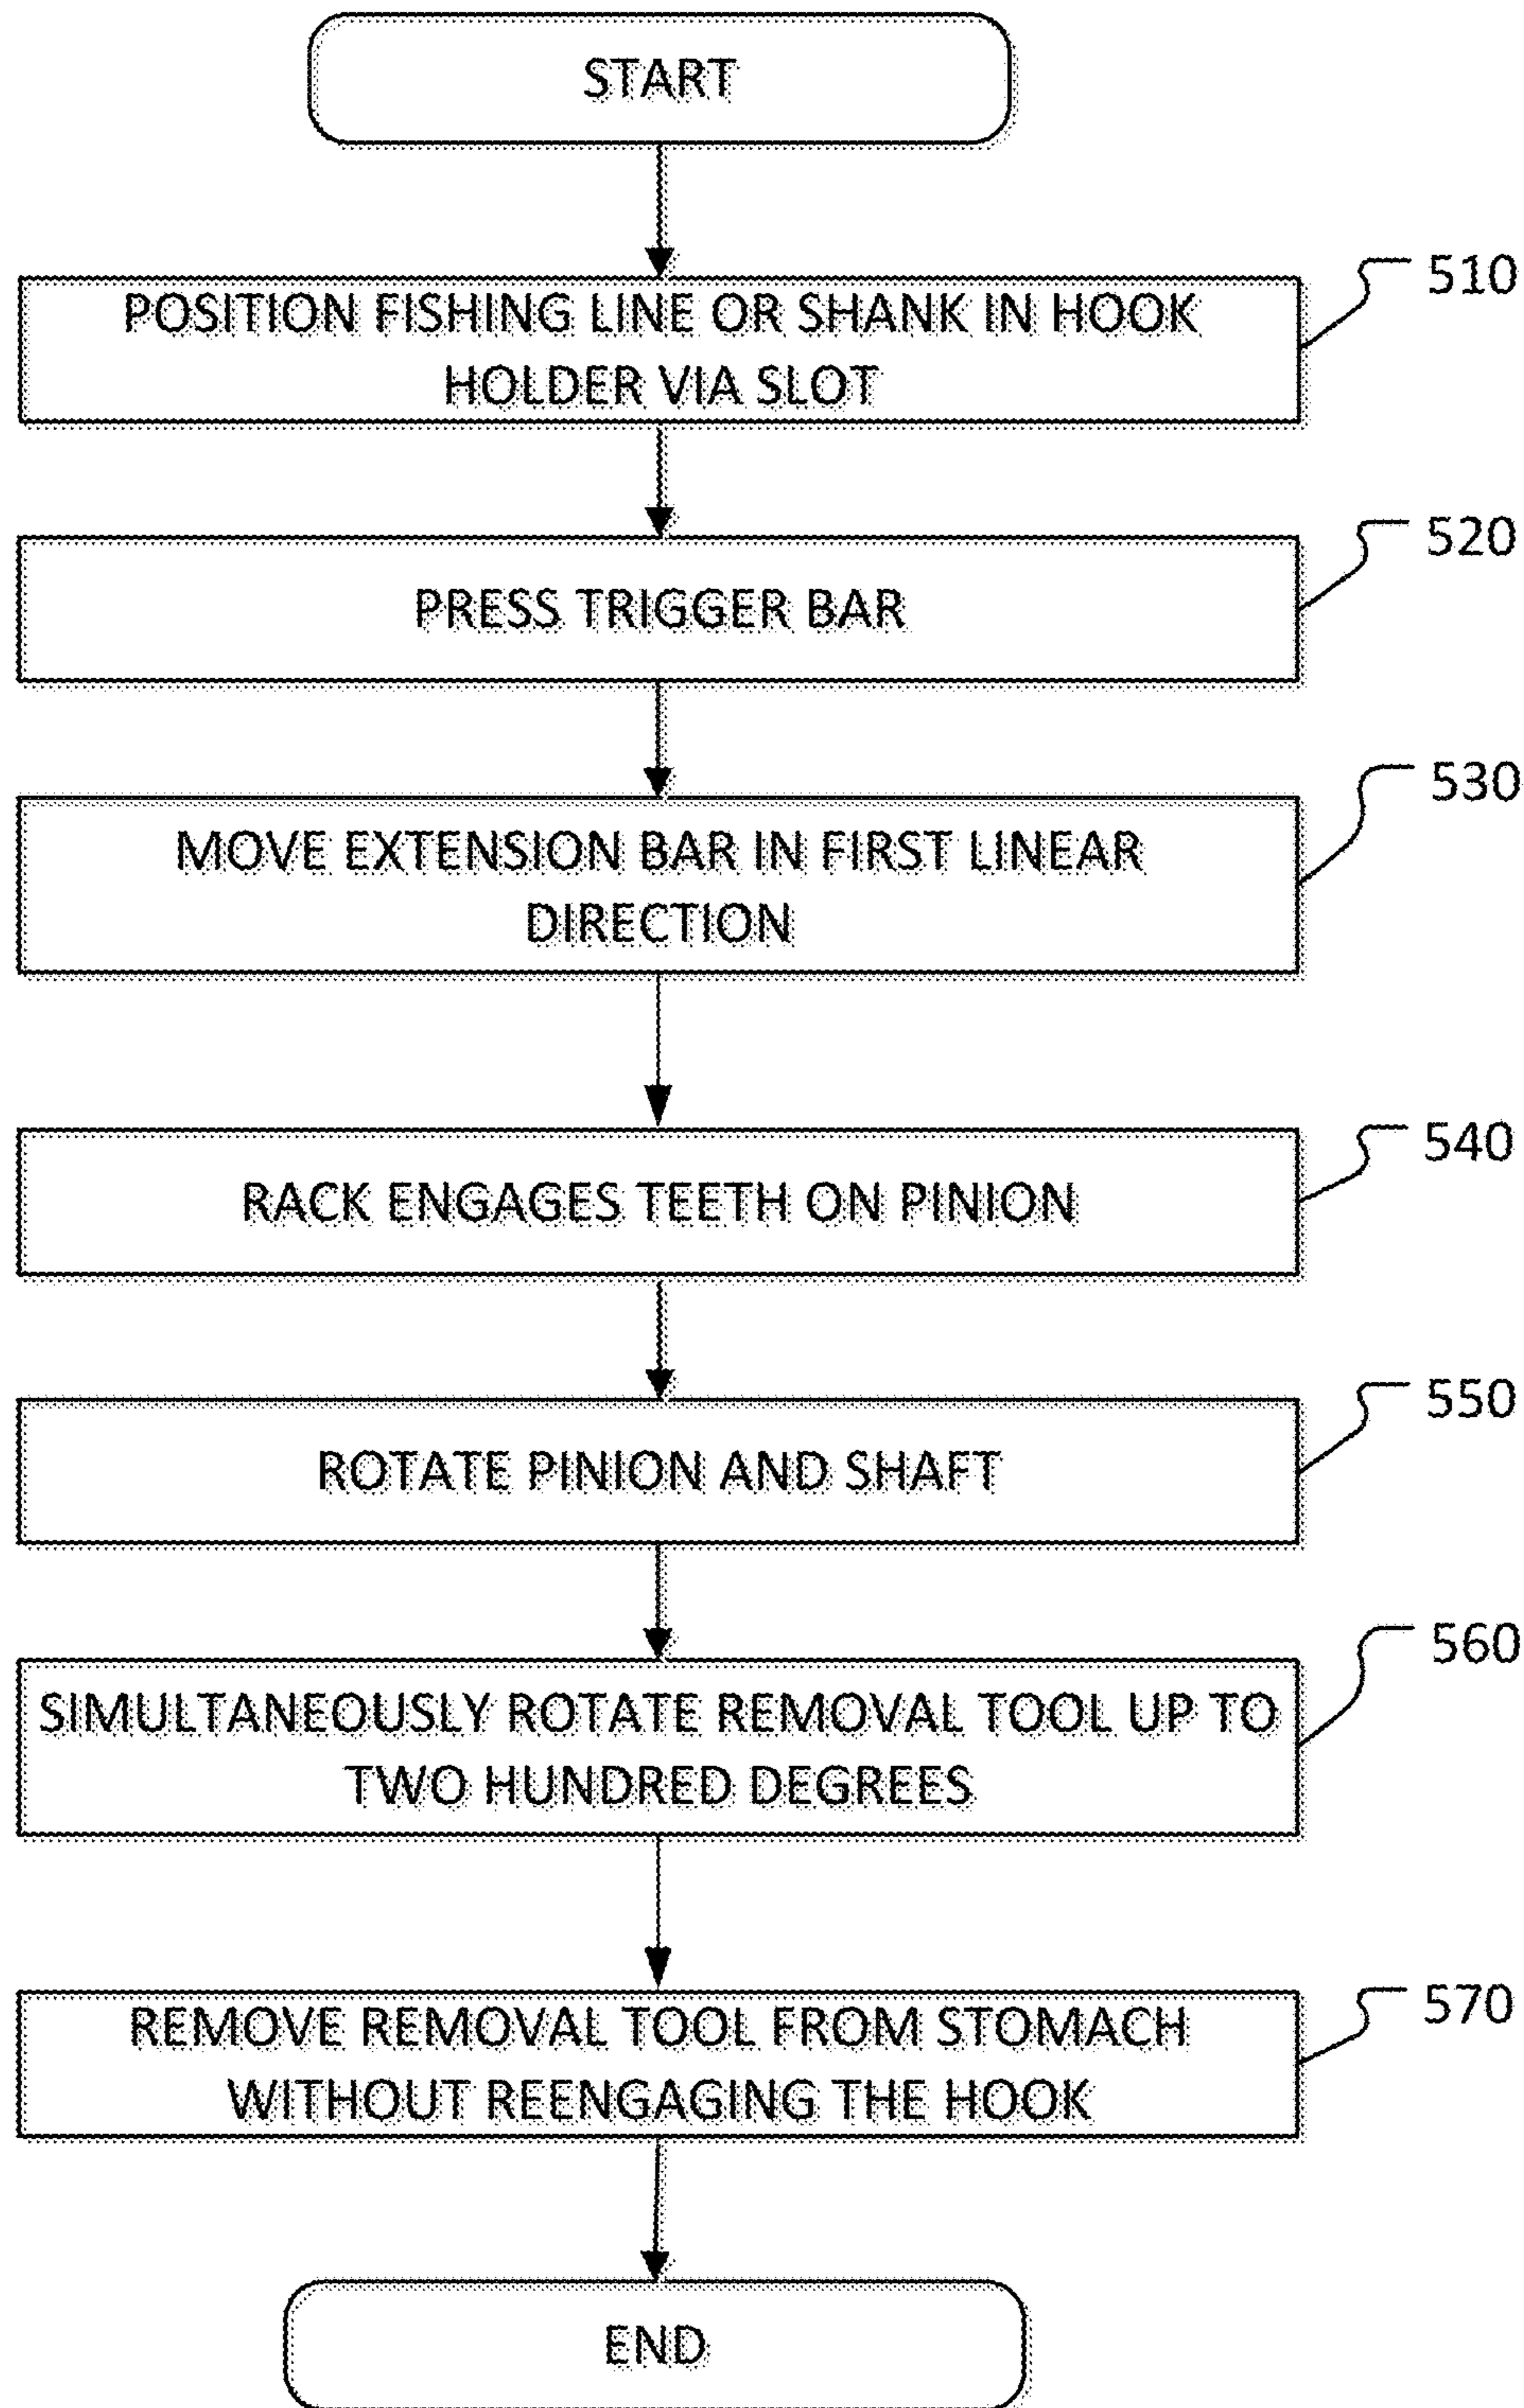 START
POSITION FISHING LINE OR SHANK IN HOOK
HOLDER VIA SLOT
510
PRESS TRIGGER BAR
520
MOVE EXTENSION BAR IN FIRST LINEAR
DIRECTION
530
RACK ENGAGES TEETH ON PINION
540
ROTATE PINION AND SHAFT
550
SIMULTANEOUSLY ROTATE REMOVAL TOOL UP TO
TWO HUNDRED DEGREES
560
REMOVE REMOVAL TOOL FROM STOMACH
WITHOUT REENGAGING THE HOOK
570
END